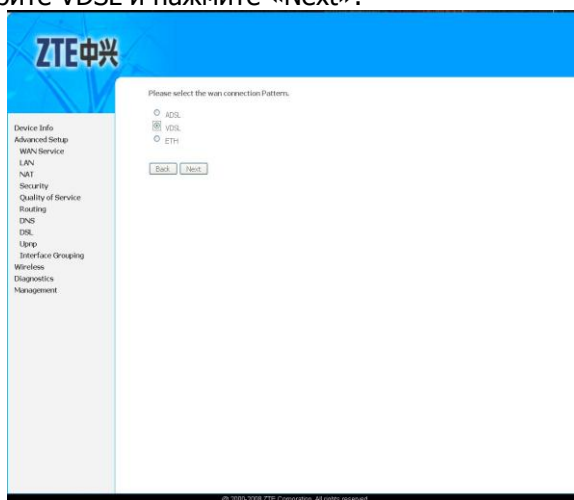 рите VDSL и нажмите «Next».
ZTE中兴
Please select the wan connection Pattern.
ADSL
VDSL
ETH
Back Next
Device Info
Advanced Setup
WAN Service
LAN
NAT
Security
Quality of Service
Routing
DNS
DSL
Upnp
Interface Grouping
Wireless
Diagnostics
Management
© 2000-2008 ZTE Corporation. All rights reserved